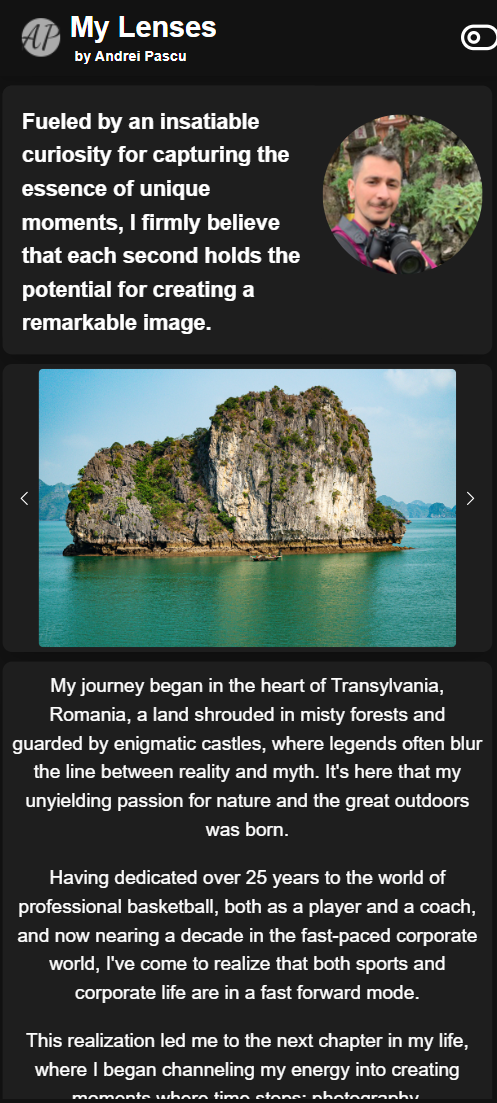 AP
My Lenses
by Andrei Pascu
Fueled by an insatiable
curiosity for capturing the
essence of unique
moments, I firmly believe
that each second holds the
potential for creating a
remarkable image.
My journey began in the heart of Transylvania,
Romania, a land shrouded in misty forests and
guarded by enigmatic castles, where legends often blur
the line between reality and myth. It's here that my
unyielding passion for nature and the great outdoors
was born.
Having dedicated over 25 years to the world of
professional basketball, both as a player and a coach,
and now nearing a decade in the fast-paced corporate
world, I've come to realize that both sports and
corporate life are in a fast forward mode.
This realization led me to the next chapter in my life,
where I began channeling my energy into creating
moments where time stops: photography.